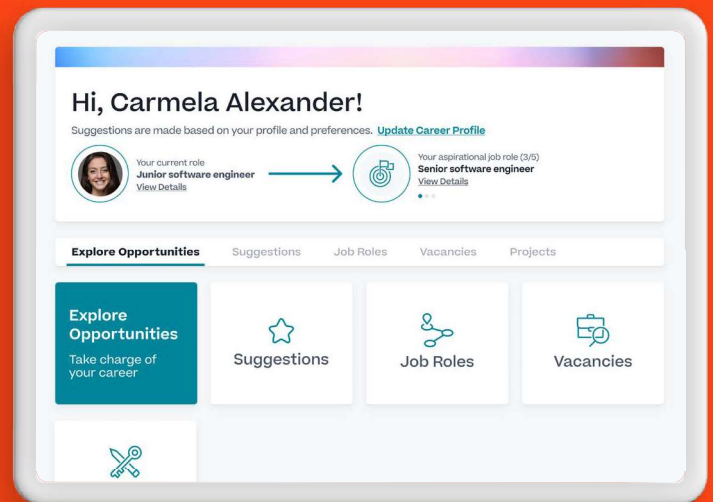 Hi, Carmela Alexander!
Suggestions are made based on your profile and preferences. Update Career Profile
Your current role
Junior software engineer
View Details
Your aspirational job role (3/5)
Senior software engineer
View Details
Explore Opportunities
Suggestions
Job Roles
Vacancies
Projects
Explore
Opportunities
Take charge of
your career
Suggestions
Job Roles
Vacancies